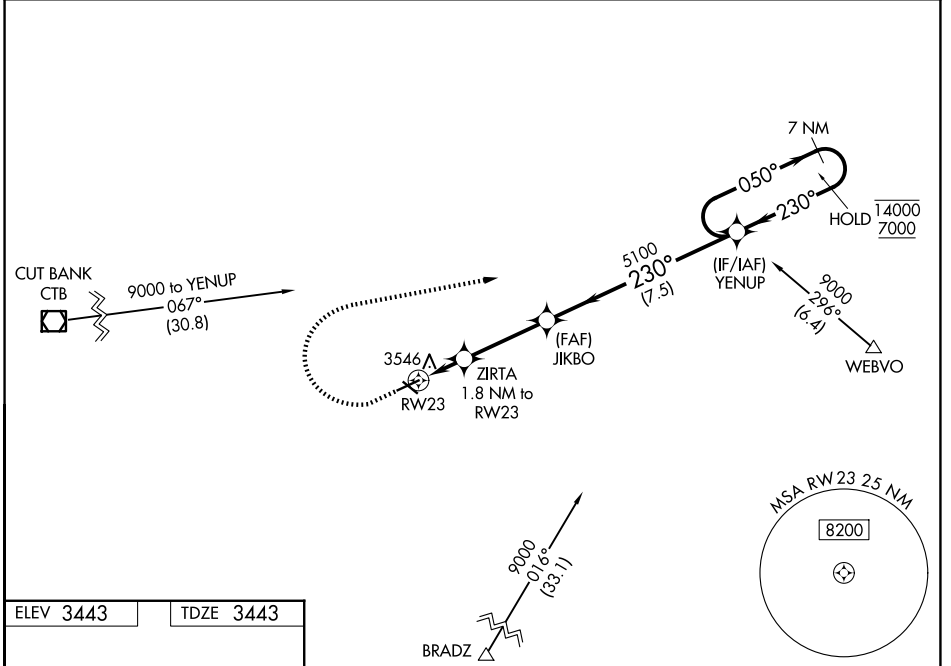 7 NM
050°
230°
HOLD
14000
7000
5100
230°
(7.5)
(IF/IAF)
YENUP
CUT BANK
CTB
9000 to YENUP
067°
(30.8)
9000
296°
(6.4)
WEBVO
(FAF)
JIKBO
3546
ZIRTA
1.8 NM to
RW23
RW23
MSA RW23 25 NM
8200
9000
016°
(33.1)
BRADZ
ELEV 3443
TDZE 3443